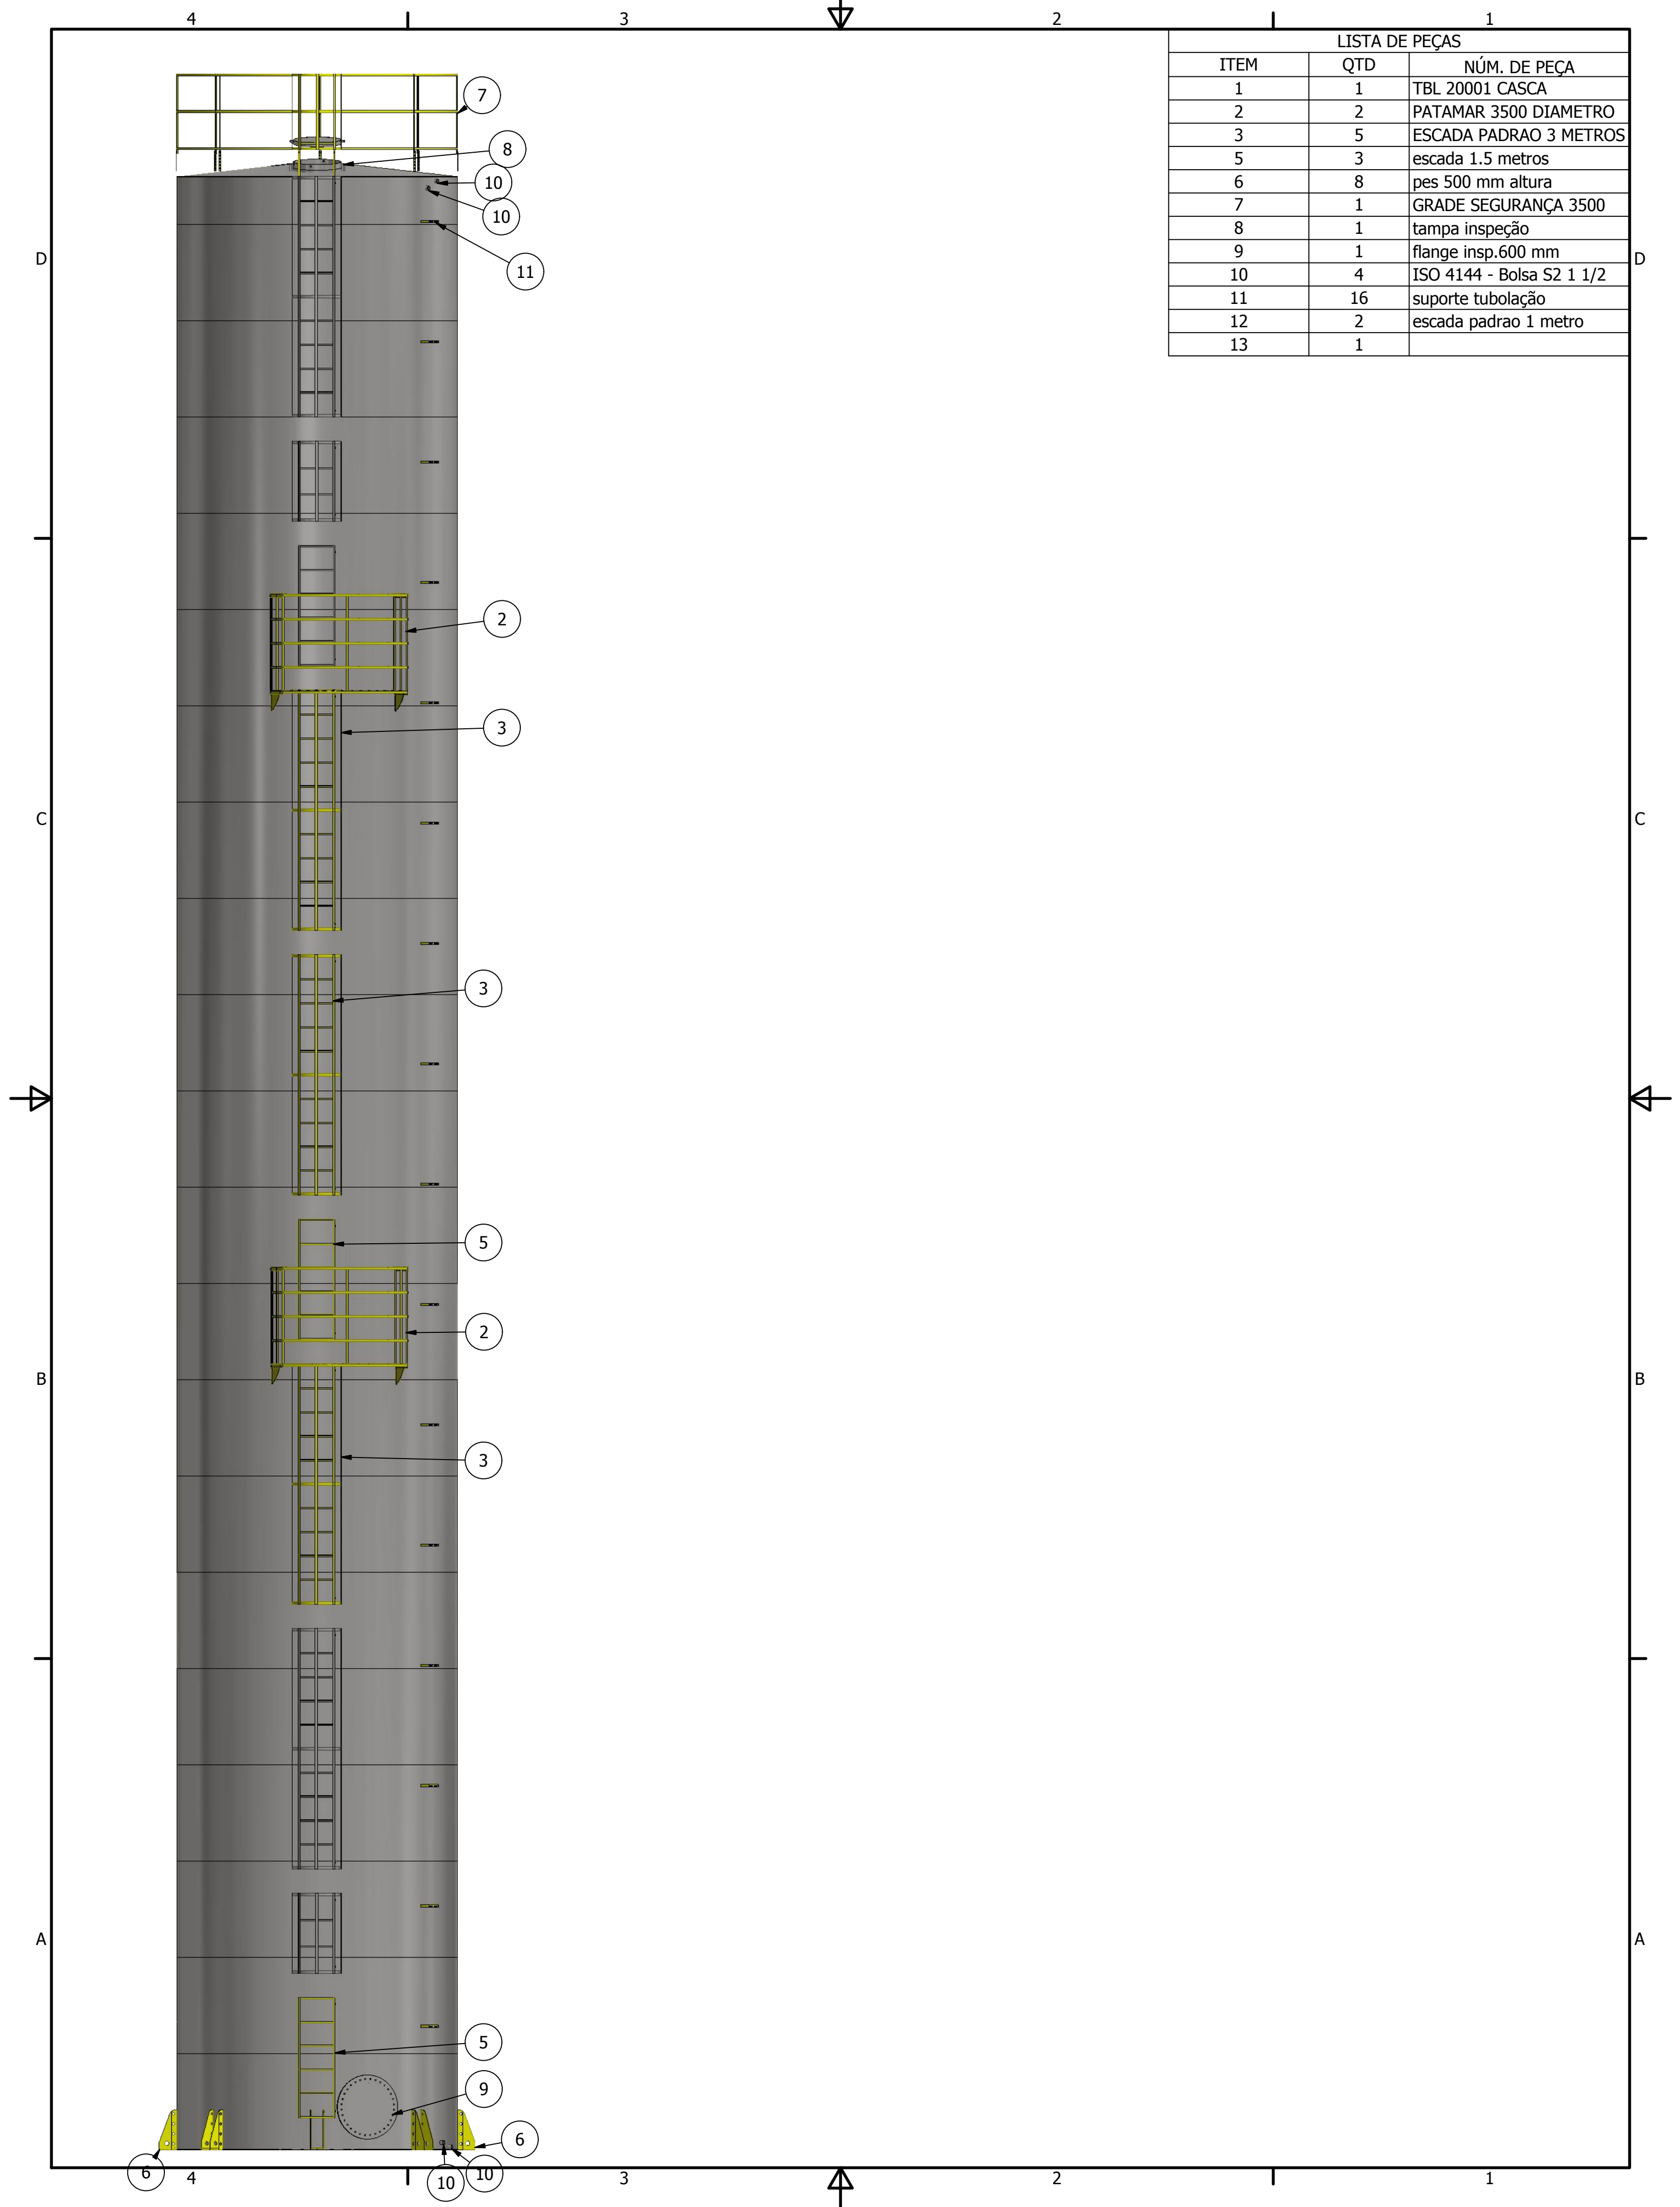 4 3 2 1
LISTA DE PEÇAS
ITEM QTD NÚM. DE PEÇA
1 1 TBL 20001 CASCA
2 2 PATAMAR 3500 DIAMETRO
3 5 ESCADA PADRAO 3 METROS
5 3 escada 1.5 metros
6 8 pes 500 mm altura
7 1 GRADE SEGURANÇA 3500
8 1 tampa inspeção
9 1 flange insp.600 mm
10 4 ISO 4144 - Bolsa S2 1 1/2
11 16 suporte tubolação
12 2 escada padrao 1 metro
13 1
7
8
10
10
D D
11
2
3
C C
3
5
2
B B
3
A A
5
9
6
6
10
10
4 3 2 1